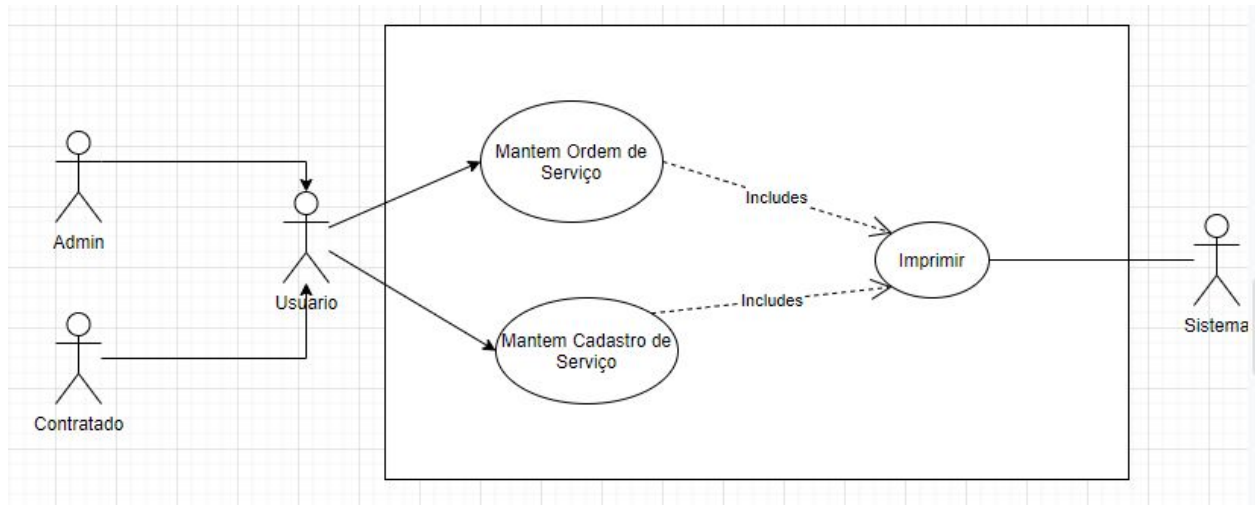 Mantem Ordem de
Serviço
Includes
Admin
Usuario
Imprimir
Includes
Sistema
Mantem Cadastro de
Serviço
Contratado